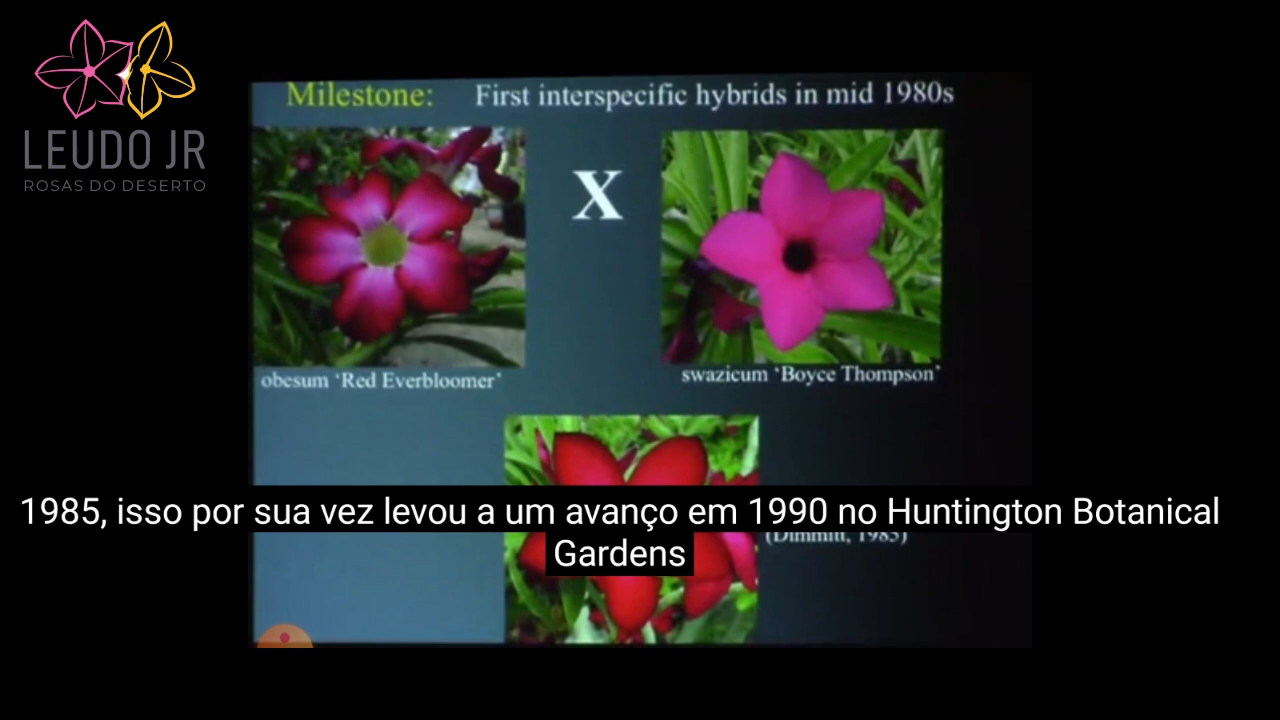 LEUDO JR
ROSAS DO DESERTO
Milestone: First interspecific hybrids in mid 1980s
X
obesum ‘Red Everbloomer’
swazicum ‘Boyce Thompson’
(Dimmitt, 1985)
1985, isso por sua vez levou a um avanço em 1990 no Huntington Botanical
Gardens